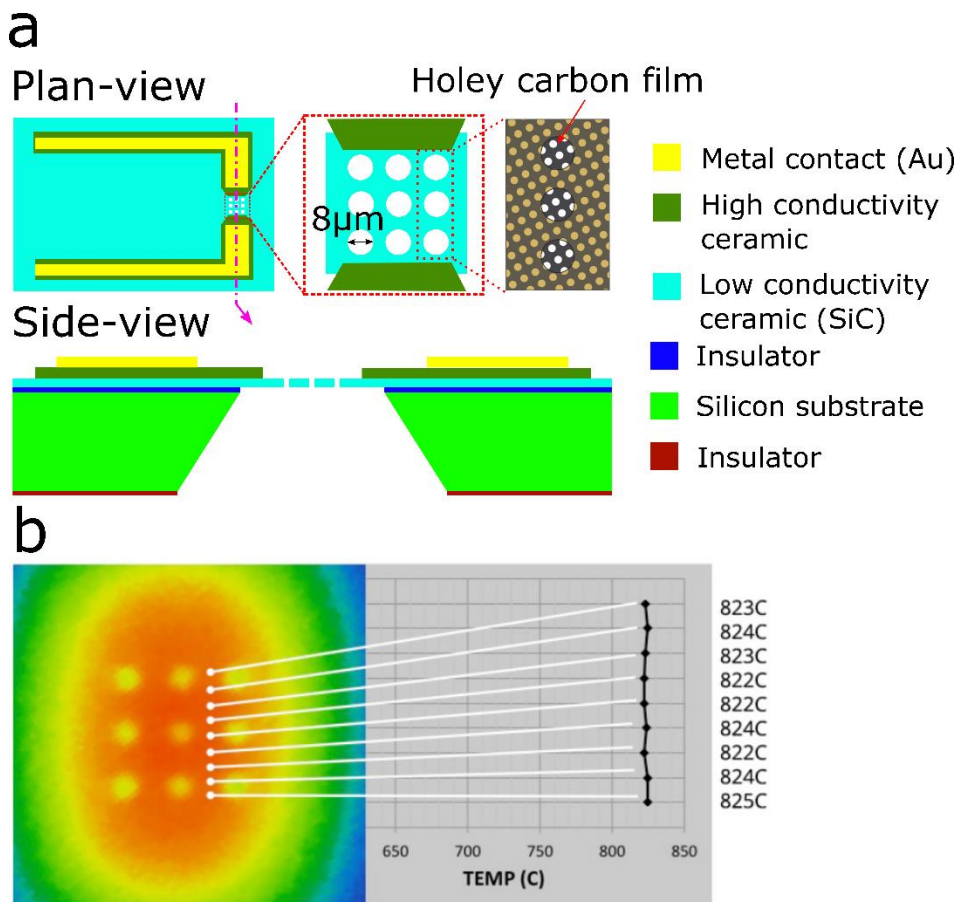 a
Plan-view
Holey carbon film
8µm
Metal contact (Au)
High conductivity
ceramic
Low conductivity
ceramic (SiC)
Insulator
Silicon substrate
Insulator
Side-view
b
823C
824C
823C
822C
822C
824C
822C
824C
825C
650 700 750 800 850
TEMP (C)